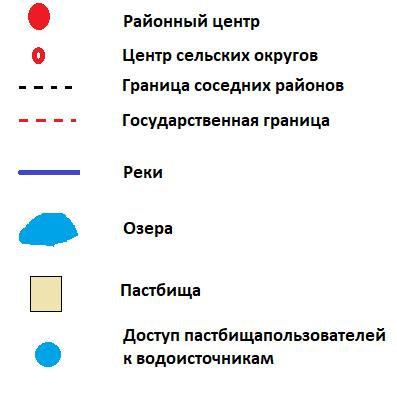 Районный центр
Центр сельских округов
Граница соседних районов
Государственная граница
Реки
Озера
Пастбища
Доступ пастбищапользователей
к водоисточникам